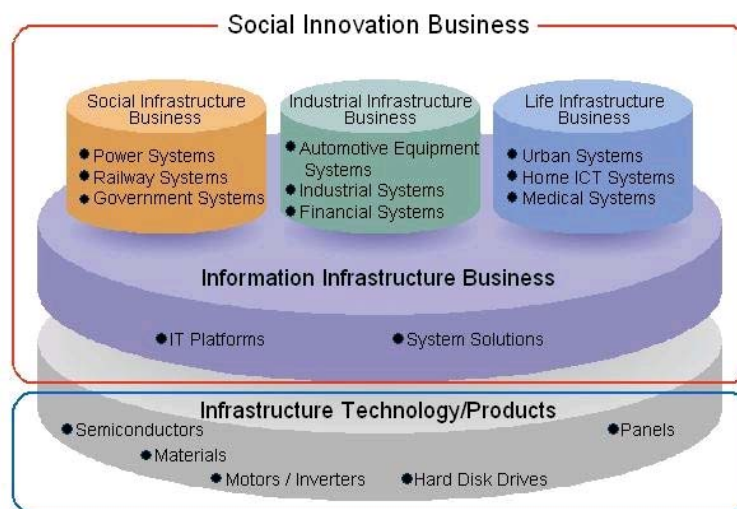 Social Innovation Business
Social Infrastructure
Business
● Power Systems
● Railway Systems
● Government Systems
Industrial Infrastructure
Business
● Automotive Equipment
Systems
● Industrial Systems
● Financial Systems
Life Infrastructure
Business
● Urban Systems
● Home ICT Systems
● Medical Systems
Information Infrastructure Business
● IT Platforms ● System Solutions
Infrastructure Technology/Products
● Semiconductors ● Panels
● Materials
● Motors / Inverters ● Hard Disk Drives